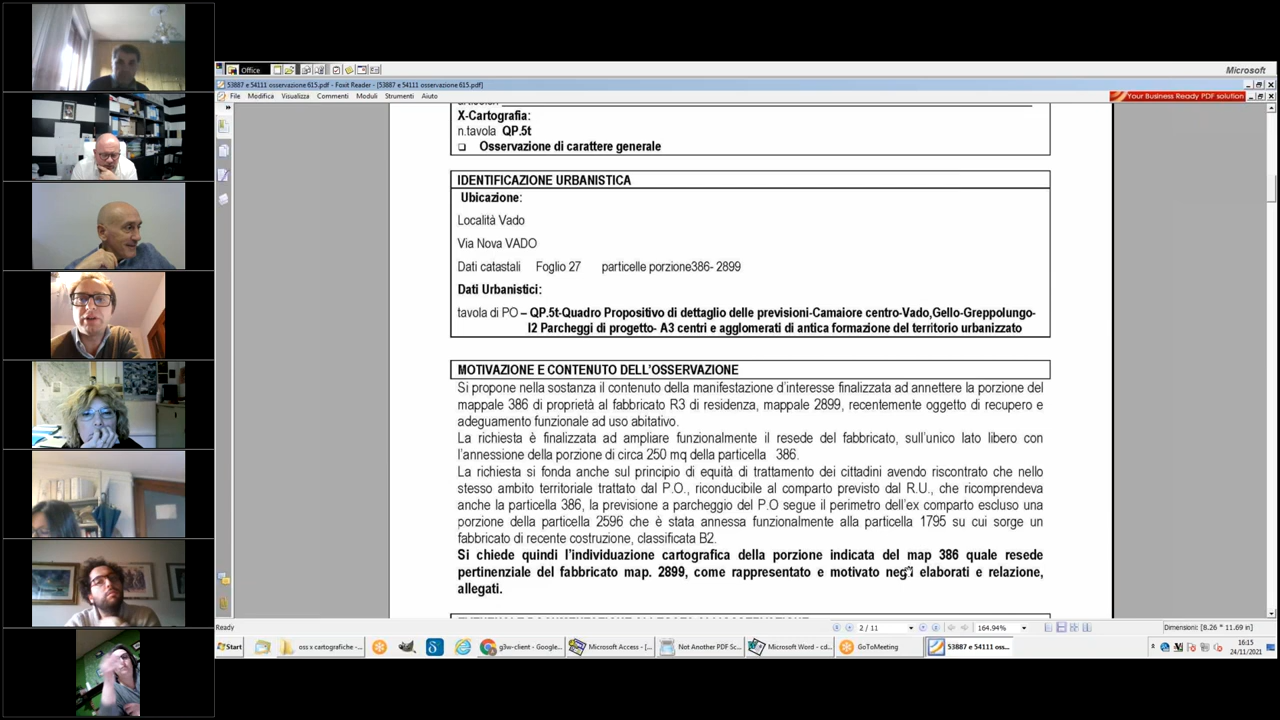 Office
Microsoft
53887 e 54111 osservazione 615.pdf - Foxit Reader - [53887 e 54111 osservazione 615.pdf]
File Modifica Visualizza Commenti Moduli Strumenti Aiuto
Your Business Ready PDF solution
X-Cartografia:
n.tavola QP.5t
❑ Osservazione di carattere generale
IDENTIFICAZIONE URBANISTICA
Ubicazione:
Località Vado
Via Nova VADO
Dati catastali Foglio 27 particelle porzione386- 2899
Dati Urbanistici:
tavola di PO – QP.5t-Quadro Propositivo di dettaglio delle previsioni-Camaiore centro-Vado,Gello-Greppolungo-
I2 Parcheggi di progetto- A3 centri e agglomerati di antica formazione del territorio urbanizzato
MOTIVAZIONE E CONTENUTO DELL'OSSERVAZIONE
Si propone nella sostanza il contenuto della manifestazione d'interesse finalizzata ad annettere la porzione del
mappale 386 di proprietà al fabbricato R3 di residenza, mappale 2899, recentemente oggetto di recupero e
adeguamento funzionale ad uso abitativo.
La richiesta è finalizzata ad ampliare funzionalmente il resede del fabbricato, sull'unico lato libero con
l'annessione della porzione di circa 250 mq della particella 386.
La richiesta si fonda anche sul principio di equità di trattamento dei cittadini avendo riscontrato che nello
stesso ambito territoriale trattato dal P.O., riconducibile al comparto previsto dal R.U., che ricomprendeva
anche la particella 386, la previsione a parcheggio del P.O segue il perimetro dell'ex comparto escluso una
porzione della particella 2596 che è stata annessa funzionalmente alla particella 1795 su cui sorge un
fabbricato di recente costruzione, classificata B2.
Si chiede quindi l'individuazione cartografica della porzione indicata del map 386 quale resede
pertinenziale del fabbricato map. 2899, come rappresentato e motivato negli elaborati e relazione,
allegati.
Ready
2 / 11
164.94%
Dimensioni: [8.26 * 11.69 in]
Start
oss x cartografiche -...
g3w-client - Google...
Microsoft Access - [...
Not Another PDF Sc...
Microsoft Word - cd...
GoToMeeting
53887 e 54111 oss...
16:15
24/11/2021